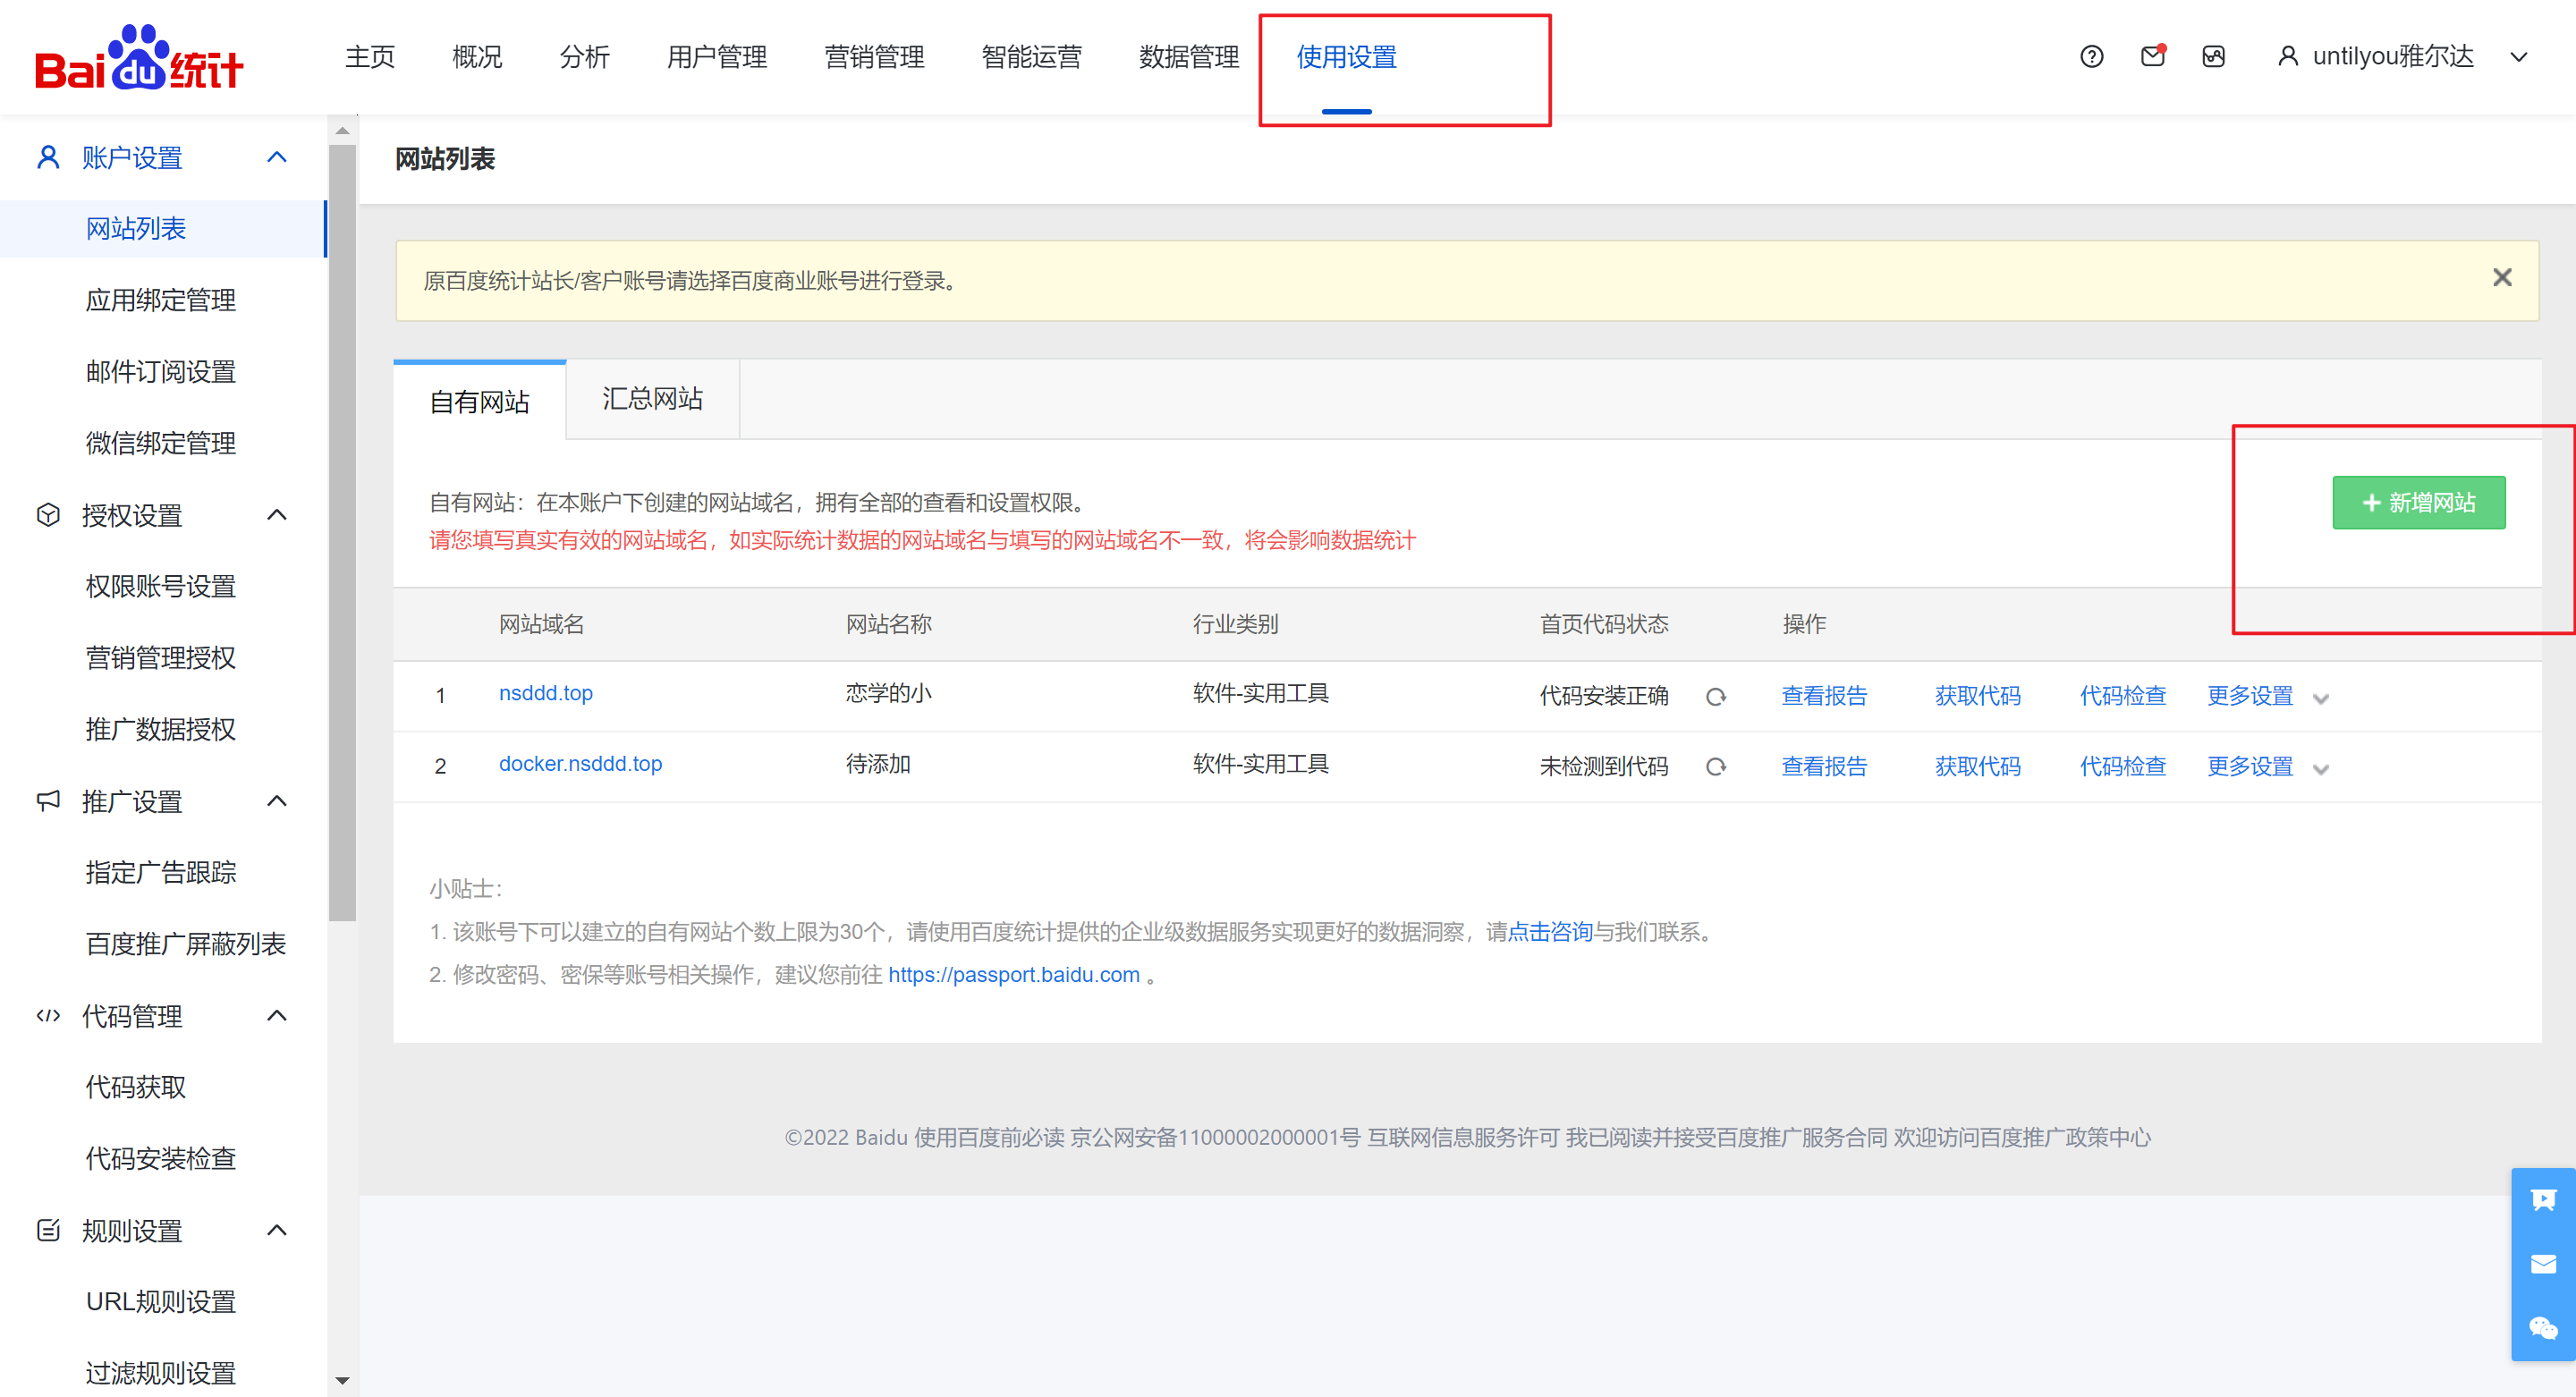 Baidu统计
主页 概况 分析 用户管理 营销管理 智能运营 数据管理 使用设置 untilyou雅尔达
账户设置
网站列表
应用绑定管理
邮件订阅设置
微信绑定管理
授权设置
权限账号设置
营销管理授权
推广数据授权
推广设置
指定广告跟踪
百度推广屏蔽列表
代码管理
代码获取
代码安装检查
规则设置
URL规则设置
过滤规则设置
网站列表
原百度统计站长/客户账号请选择百度商业账号进行登录。
自有网站 汇总网站
自有网站：在本账户下创建的网站域名，拥有全部的查看和设置权限。
请您填写真实有效的网站域名，如实际统计数据的网站域名与填写的网站域名不一致，将会影响数据统计
新增网站
网站域名 网站名称 行业类别 首页代码状态 操作
1 nsddd.top 恋学的小 软件-实用工具 代码安装正确 查看报告 获取代码 代码检查 更多设置
2 docker.nsddd.top 待添加 软件-实用工具 未检测到代码 查看报告 获取代码 代码检查 更多设置
小贴士：
1. 该账号下可以建立的自有网站个数上限为30个，请使用百度统计提供的企业级数据服务实现更好的数据洞察，请点击咨询与我们联系。
2. 修改密码、密保等账号相关操作，建议您前往 https://passport.baidu.com 。
©2022 Baidu 使用百度前必读 京公网安备11000002000001号 互联网信息服务许可 我已阅读并接受百度推广服务合同 欢迎访问百度推广政策中心